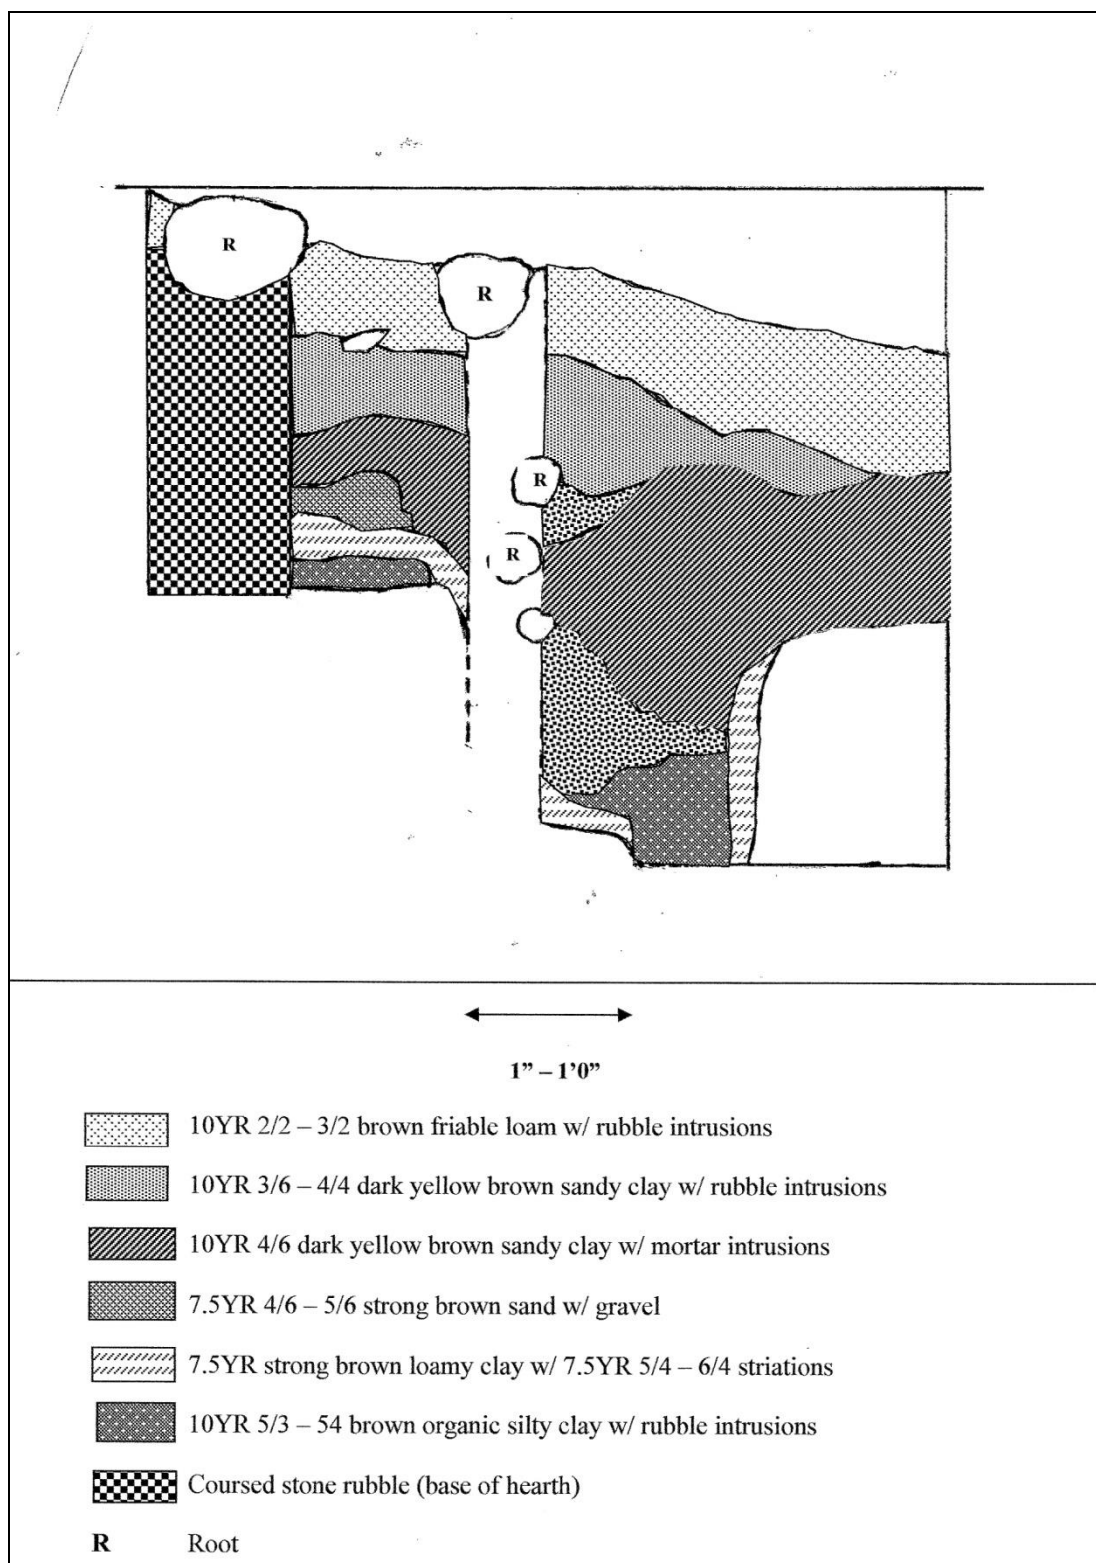 R
R
R
R
1” – 1’0”
10YR 2/2 – 3/2 brown friable loam w/ rubble intrusions
10YR 3/6 – 4/4 dark yellow brown sandy clay w/ rubble intrusions
10YR 4/6 dark yellow brown sandy clay w/ mortar intrusions
7.5YR 4/6 – 5/6 strong brown sand w/ gravel
7.5YR strong brown loamy clay w/ 7.5YR 5/4 – 6/4 striations
10YR 5/3 – 54 brown organic silty clay w/ rubble intrusions
Coursed stone rubble (base of hearth)
R Root